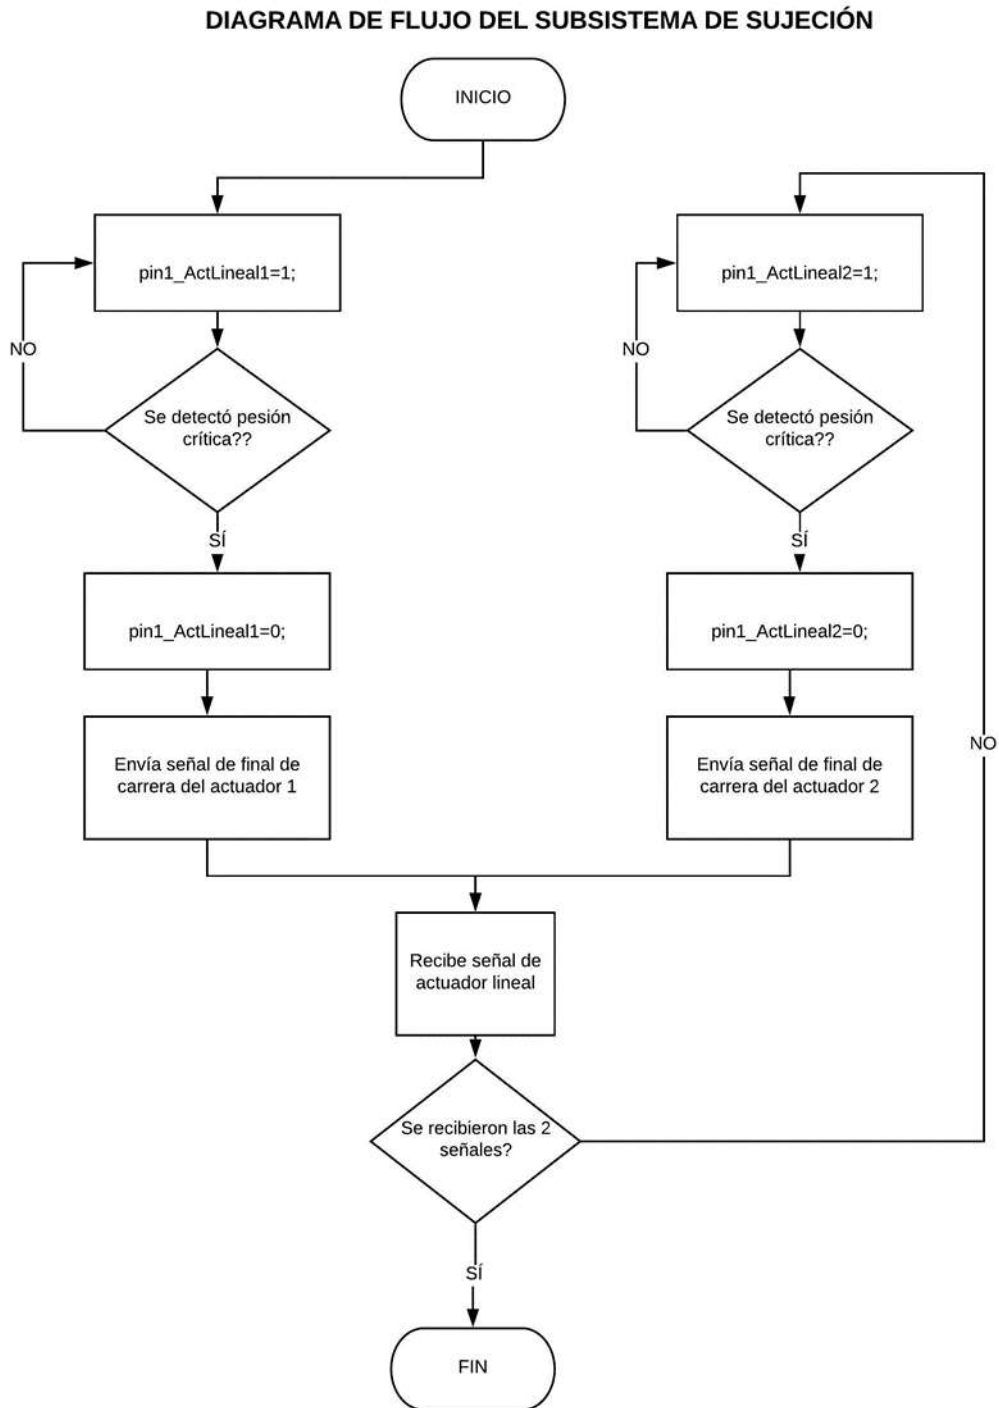 DIAGRAMA DE FLUJO DEL SUBSISTEMA DE SUJECIÓN
INICIO
pin1_ActLineal1=1;
NO
Se detectó pesión
crítica??
SÍ
pin1_ActLineal1=0;
Envía señal de final de
carrera del actuador 1
pin1_ActLineal2=1;
NO
Se detectó pesión
crítica??
SÍ
pin1_ActLineal2=0;
Envía señal de final de
carrera del actuador 2
NO
Recibe señal de
actuador lineal
Se recibieron las 2
señales?
SÍ
FIN